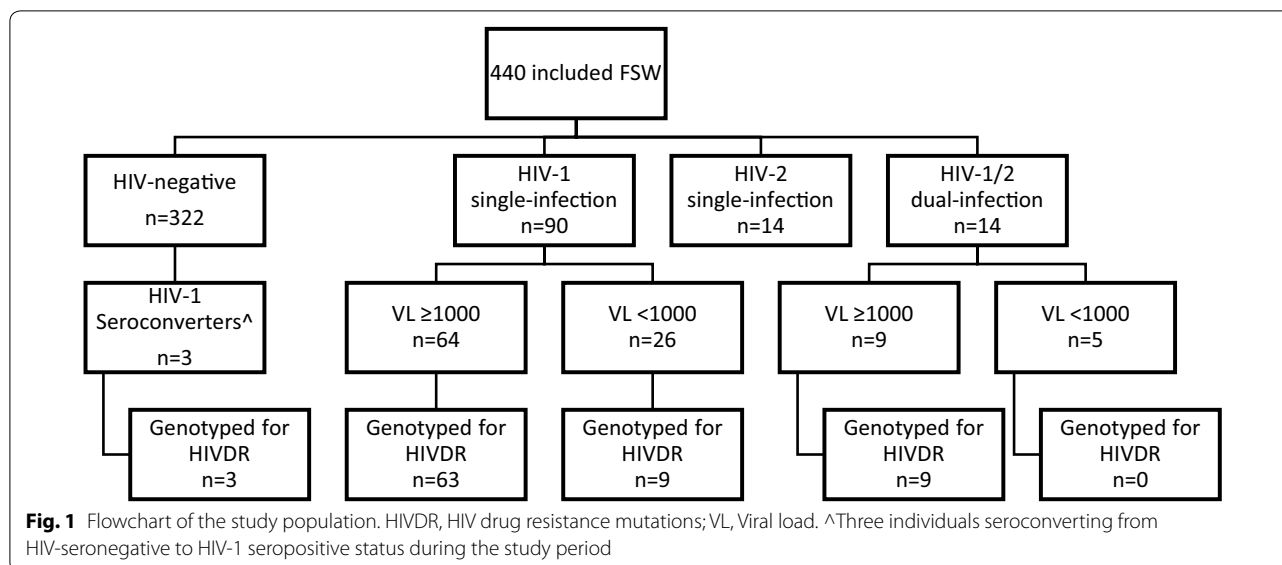 440 included FSW
HIV-negative
n=322
HIV-1
single-infection
n=90
HIV-2
single-infection
n=14
HIV-1/2
dual-infection
n=14
HIV-1
Seroconverters^
n=3
VL ≥1000
n=64
VL <1000
n=26
VL ≥1000
n=9
VL <1000
n=5
Genotyped for
HIVDR
n=3
Genotyped for
HIVDR
n=63
Genotyped for
HIVDR
n=9
Genotyped for
HIVDR
n=9
Genotyped for
HIVDR
n=0
Fig. 1 Flowchart of the study population. HIVDR, HIV drug resistance mutations; VL, Viral load. ^Three individuals seroconverting from
HIV-seronegative to HIV-1 seropositive status during the study period